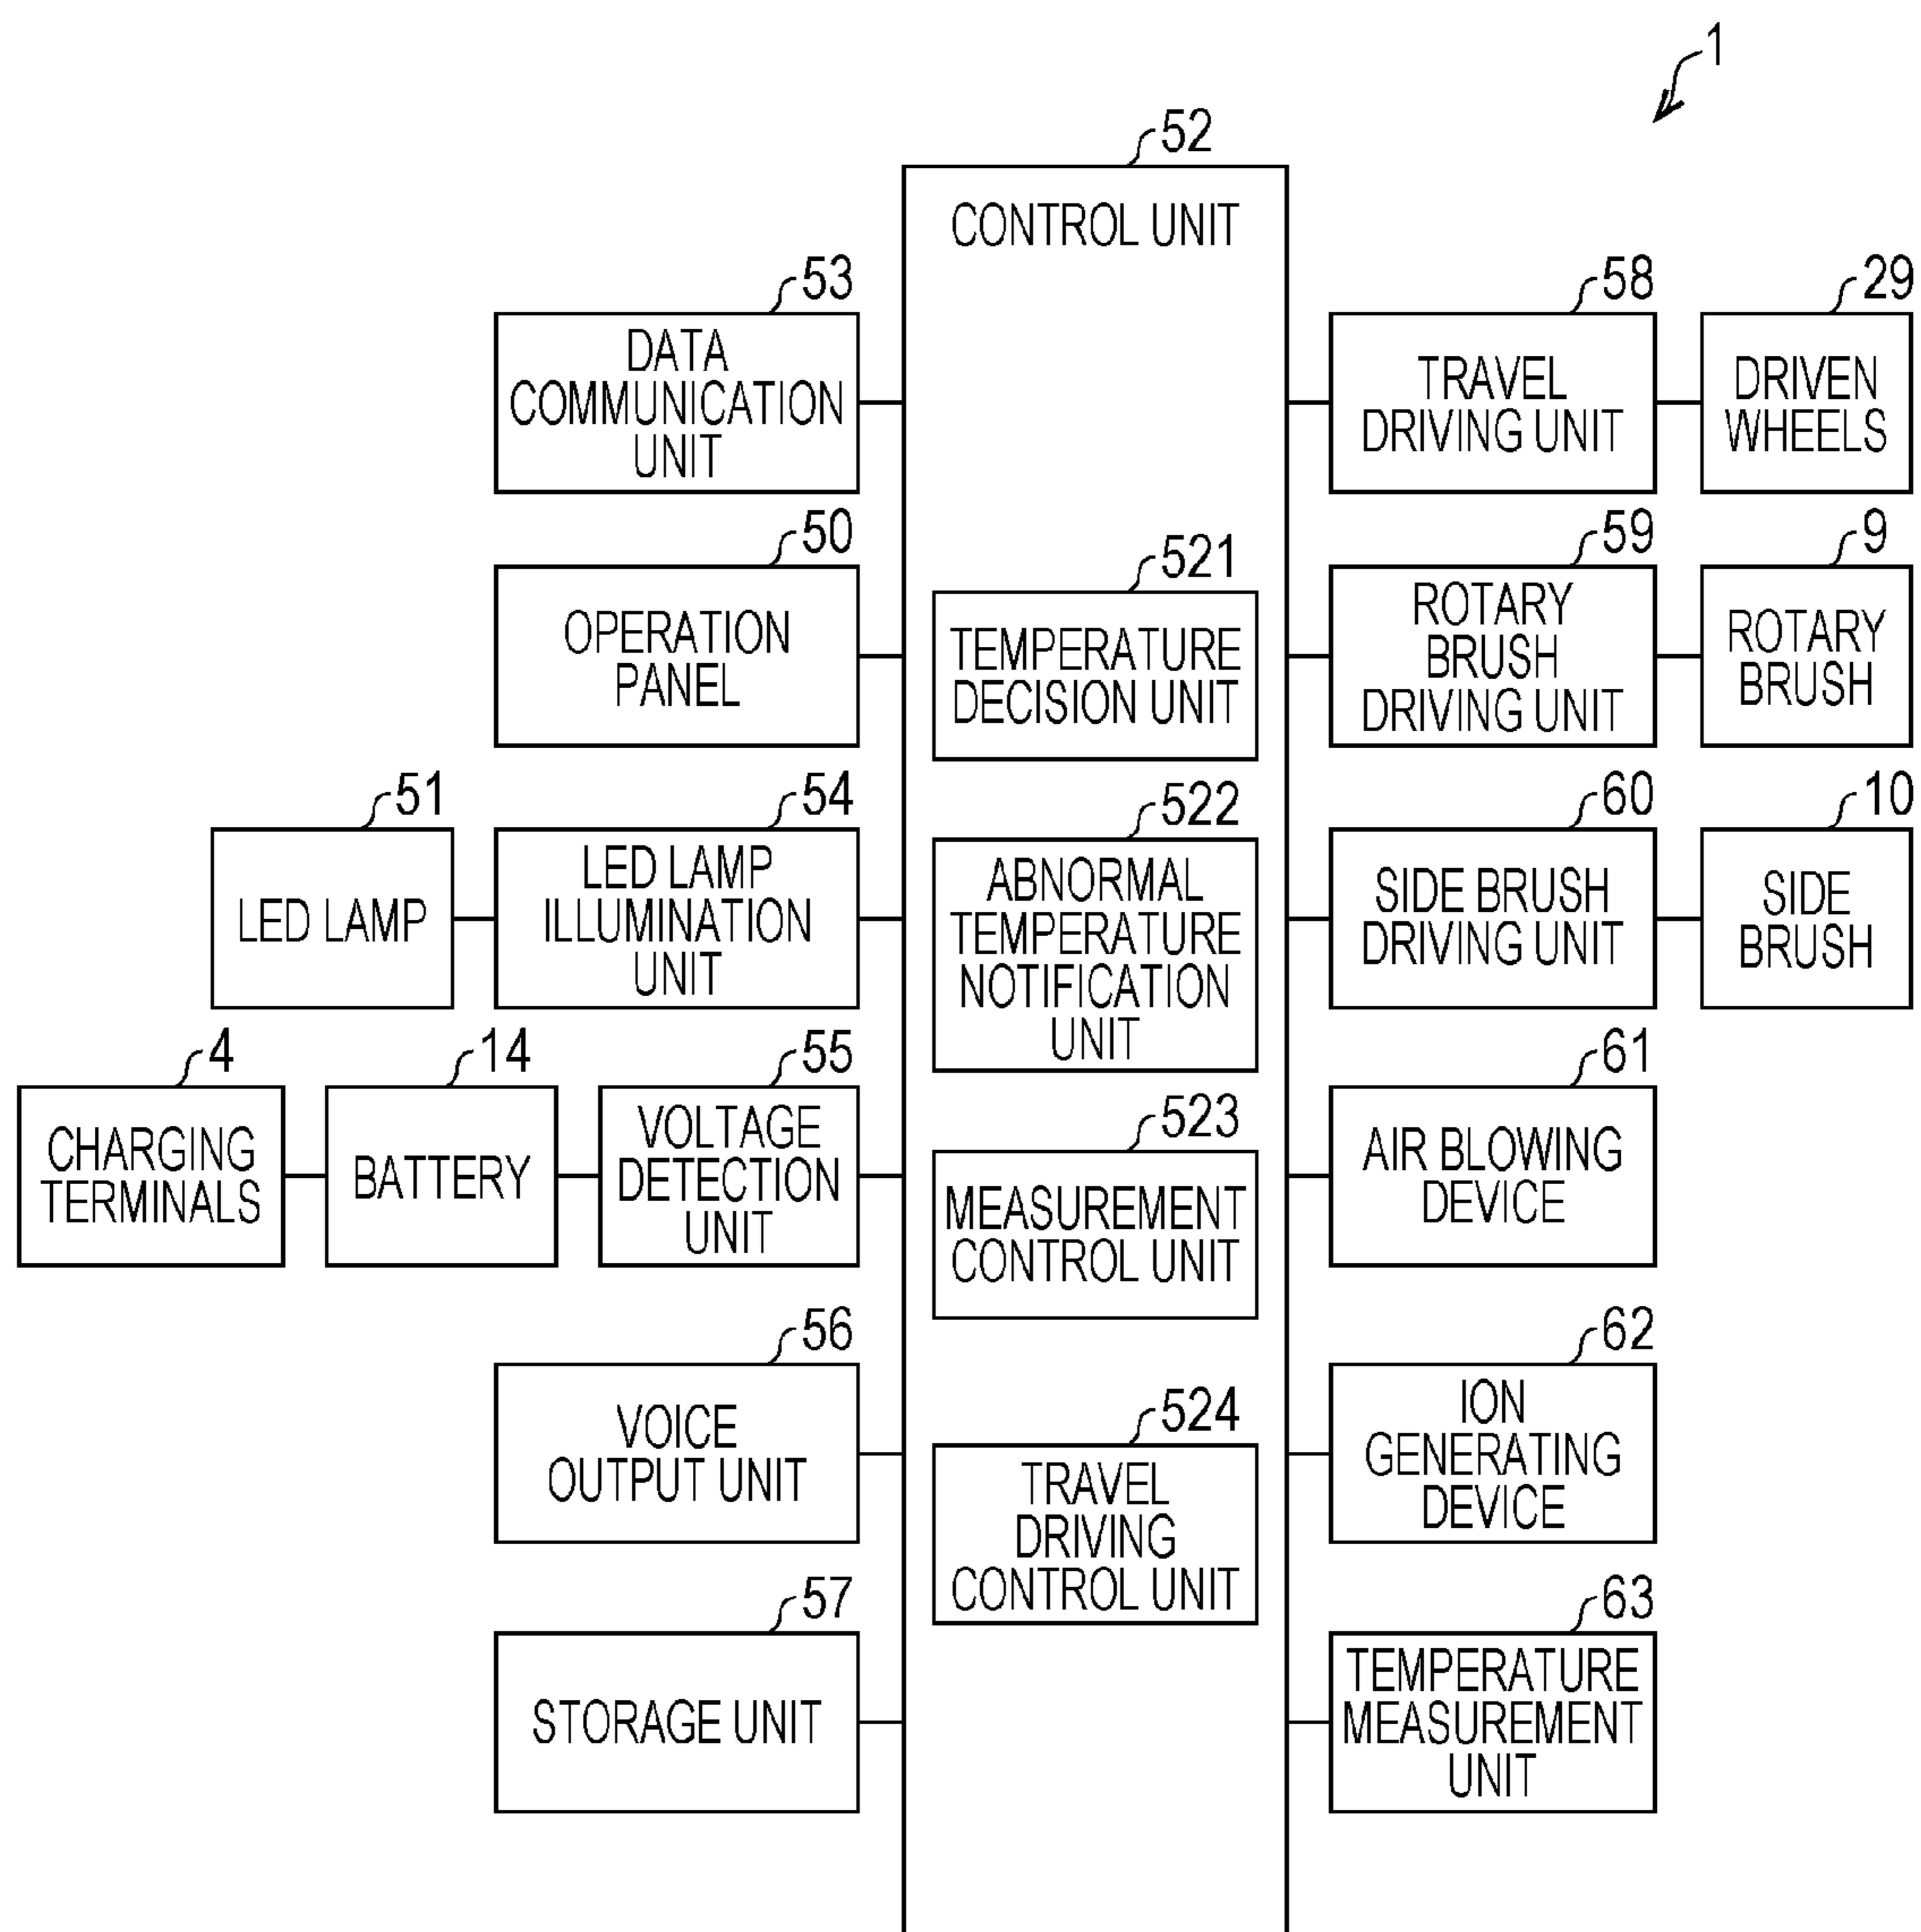 1
52
CONTROL UNIT
53
DATA
COMMUNICATION
UNIT
58
TRAVEL
DRIVING UNIT
29
DRIVEN
WHEELS
50
OPERATION
PANEL
521
TEMPERATURE
DECISION UNIT
59
ROTARY
BRUSH
DRIVING UNIT
9
ROTARY
BRUSH
51
LED LAMP
54
LED LAMP
ILLUMINATION
UNIT
522
ABNORMAL
TEMPERATURE
NOTIFICATION
UNIT
60
SIDE BRUSH
DRIVING UNIT
10
SIDE
BRUSH
4
CHARGING
TERMINALS
14
BATTERY
55
VOLTAGE
DETECTION
UNIT
523
MEASUREMENT
CONTROL UNIT
61
AIR BLOWING
DEVICE
56
VOICE
OUTPUT UNIT
524
TRAVEL
DRIVING
CONTROL UNIT
62
ION
GENERATING
DEVICE
57
STORAGE UNIT
63
TEMPERATURE
MEASUREMENT
UNIT